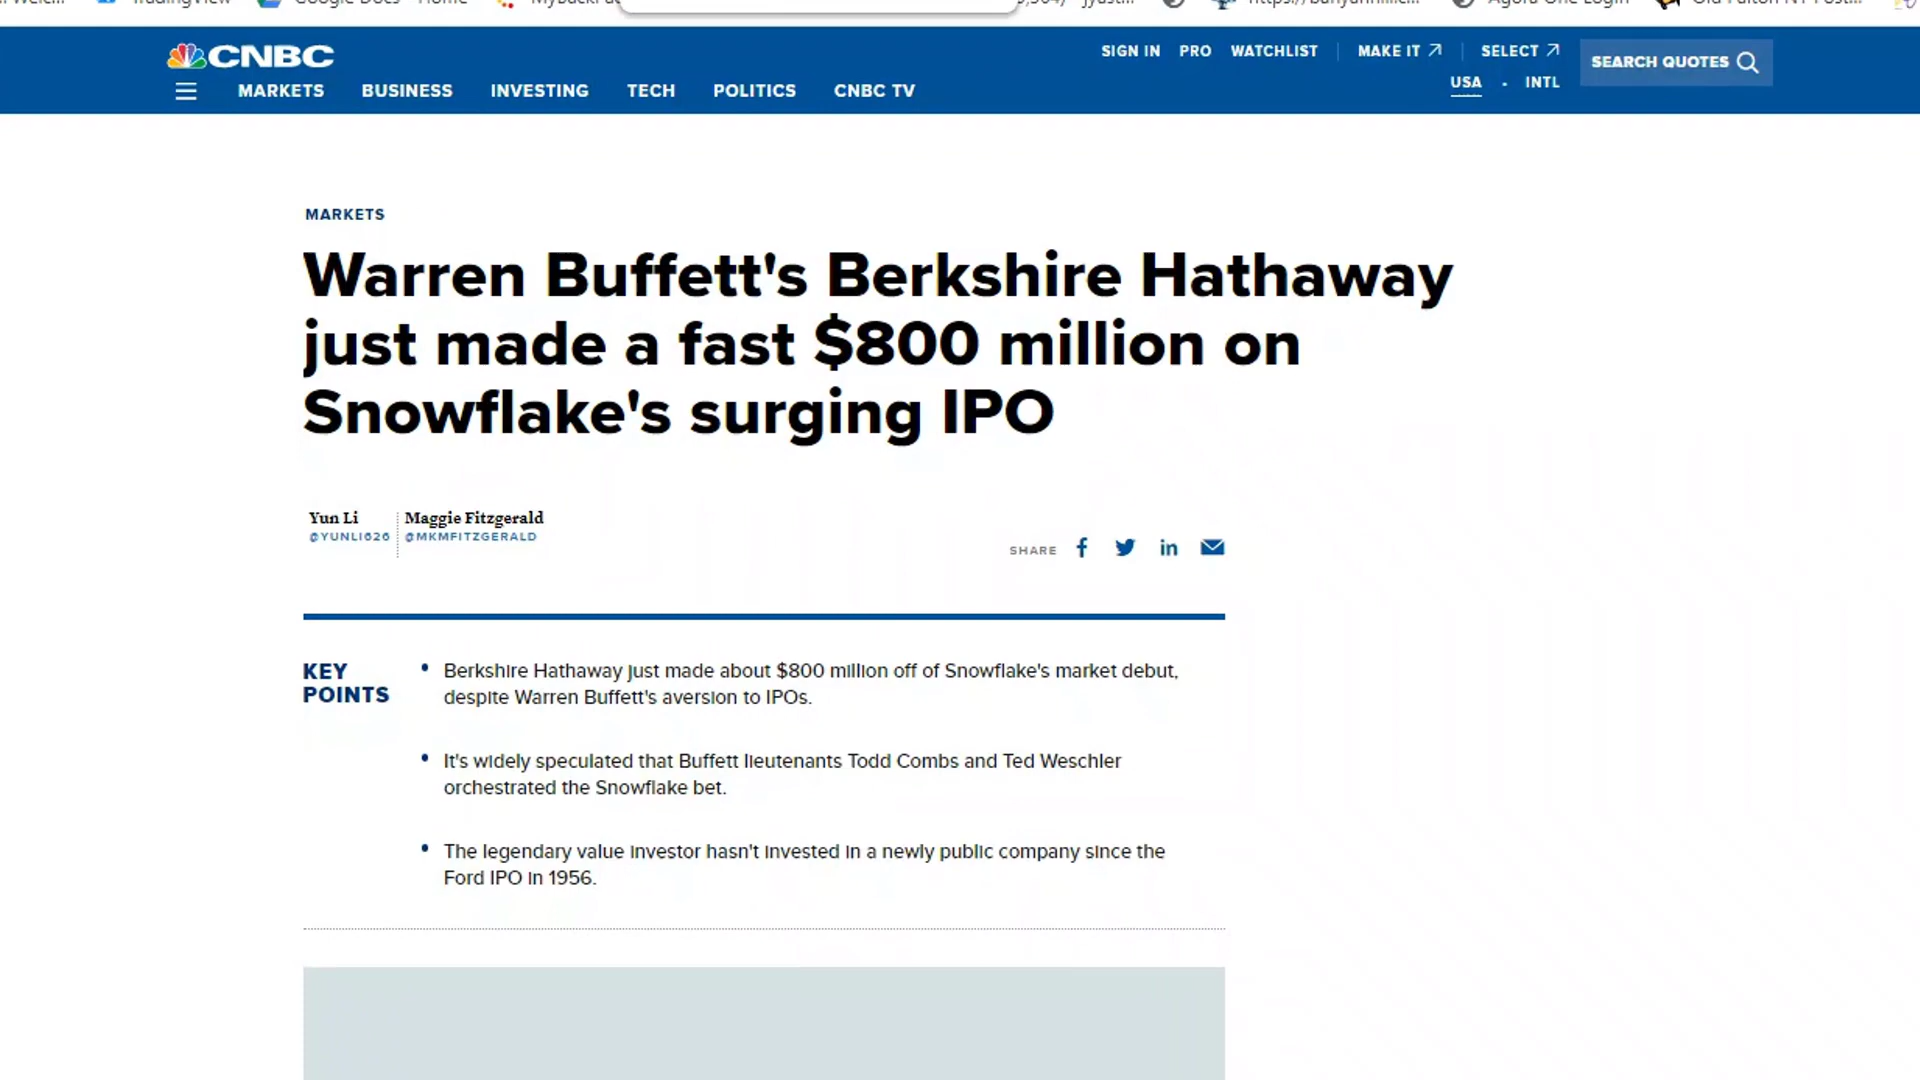 TradingView
Google Docs - Home
CNBC
SIGN IN PRO WATCHLIST MAKE IT SELECT
SEARCH QUOTES
MARKETS BUSINESS INVESTING TECH POLITICS CNBC TV
USA · INTL
MARKETS
Warren Buffett's Berkshire Hathaway
just made a fast $800 million on
Snowflake's surging IPO
Yun Li
@YUNLI626
Maggie Fitzgerald
@MKMFITZGERALD
SHARE
KEY
POINTS
• Berkshire Hathaway just made about $800 million off of Snowflake's market debut,
despite Warren Buffett's aversion to IPOs.
• It's widely speculated that Buffett lieutenants Todd Combs and Ted Weschler
orchestrated the Snowflake bet.
• The legendary value investor hasn't invested in a newly public company since the
Ford IPO in 1956.